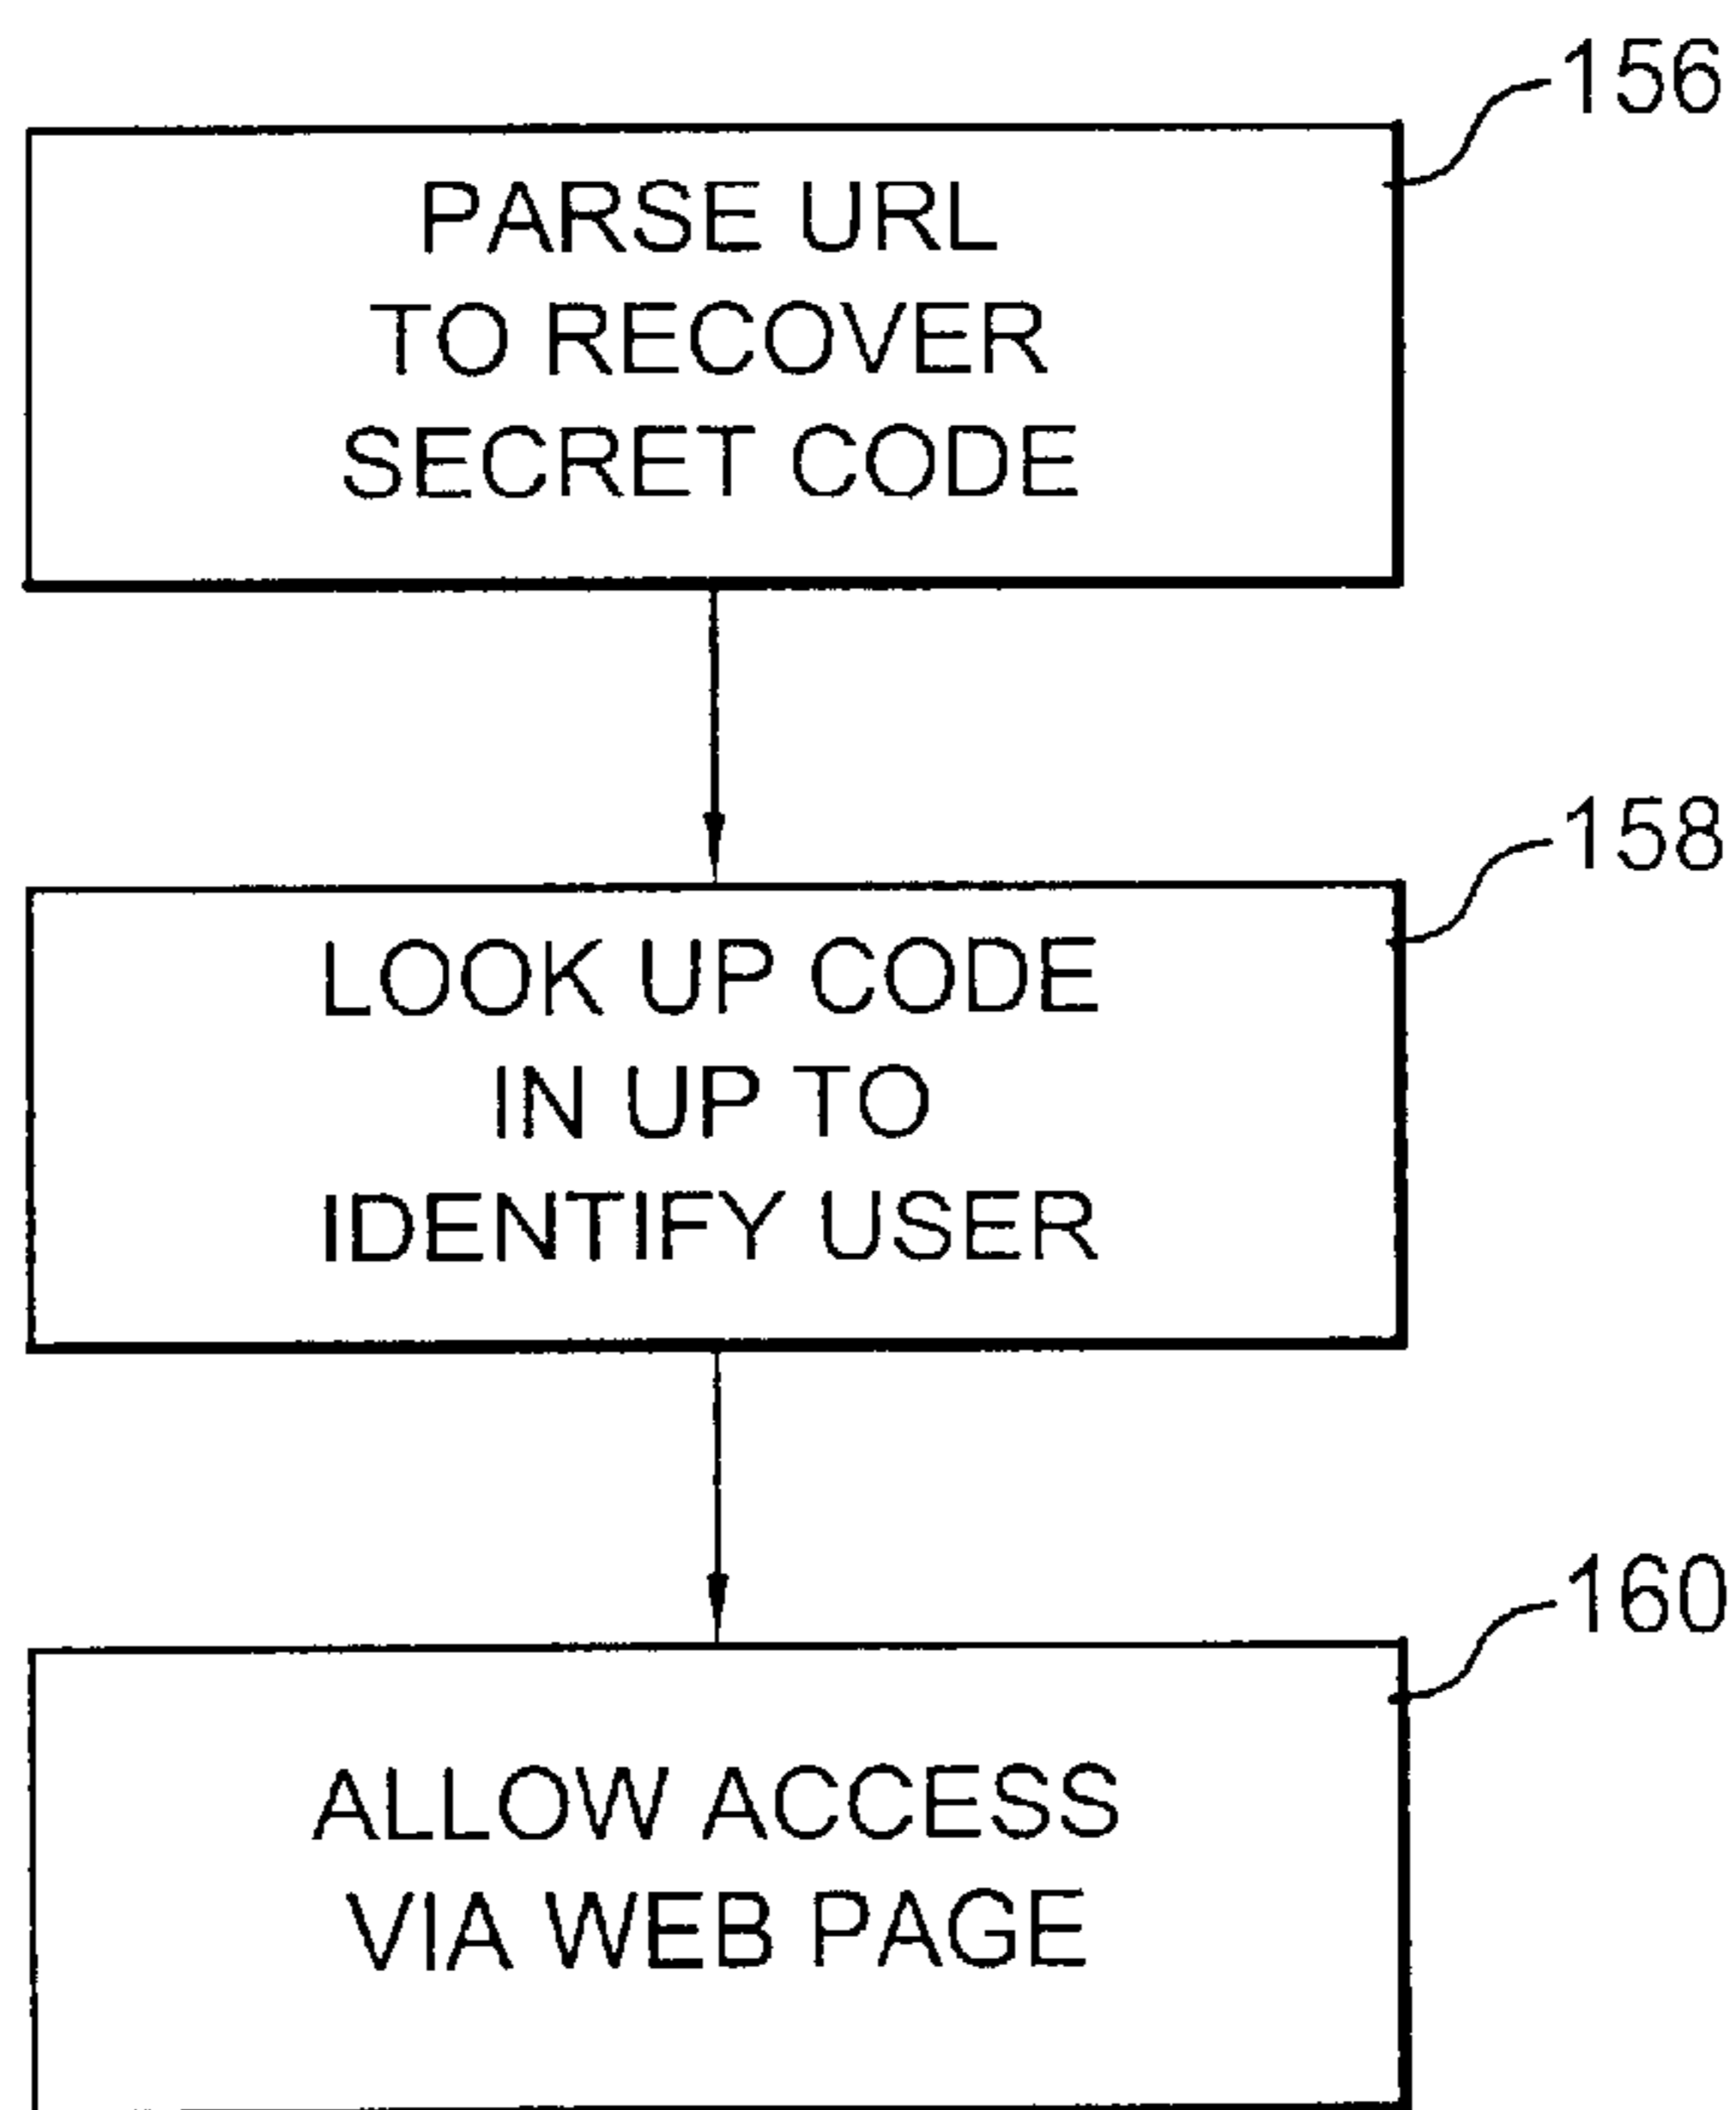 156
PARSE URL
TO RECOVER
SECRET CODE
158
LOOK UP CODE
IN UP TO
IDENTIFY USER
160
ALLOW ACCESS
VIA WEB PAGE